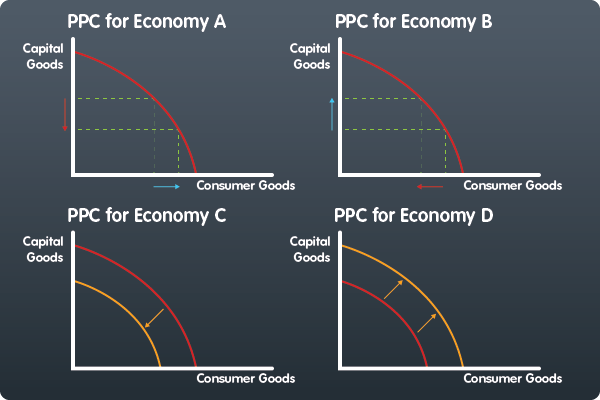 PPC for Economy A
Capital
Goods
Consumer Goods
PPC for Economy B
Capital
Goods
Consumer Goods
PPC for Economy C
Capital
Goods
Consumer Goods
PPC for Economy D
Capital
Goods
Consumer Goods